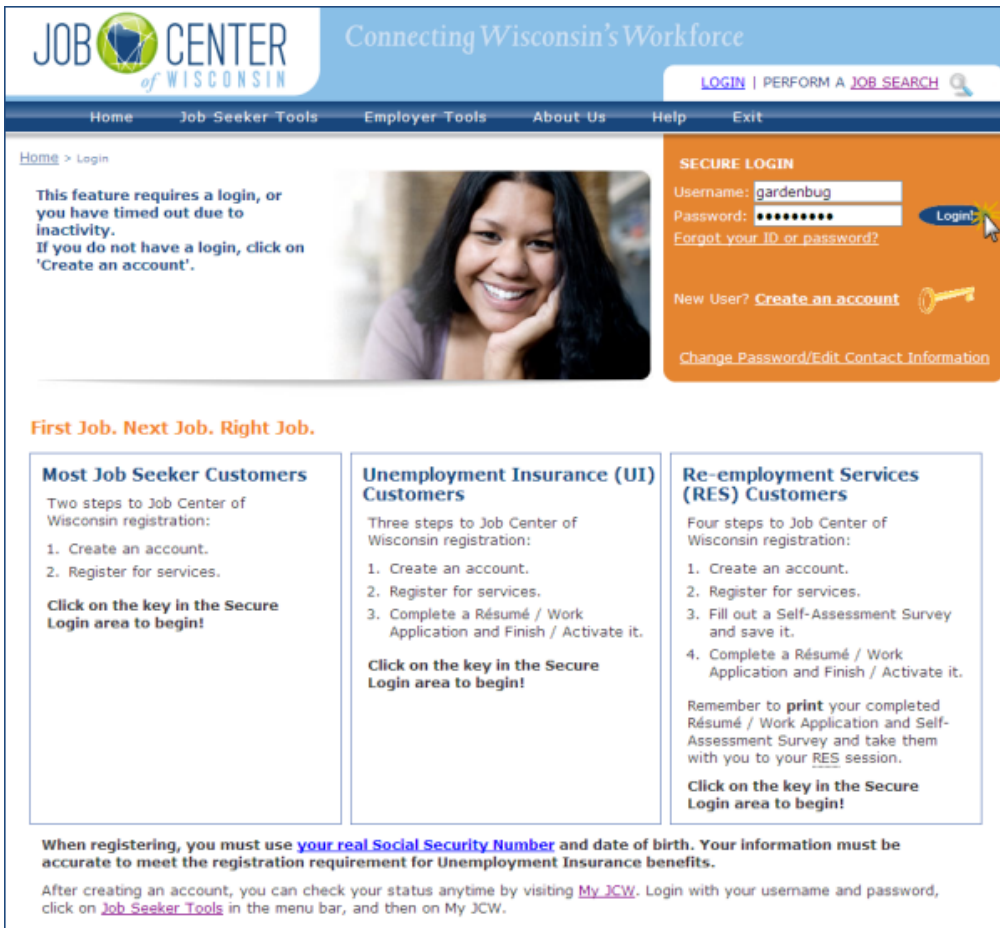 JOB CENTER
of WISCONSIN
Connecting Wisconsin's Workforce
LOGIN | PERFORM A JOB SEARCH
Home Job Seeker Tools Employer Tools About Us Help Exit
Home > Login
This feature requires a login, or
you have timed out due to
inactivity.
If you do not have a login, click on
'Create an account'.
SECURE LOGIN
Username: gardenbug
Password: •••••••••
Login!
Forgot your ID or password?
New User? Create an account
Change Password/Edit Contact Information
First Job. Next Job. Right Job.
Most Job Seeker Customers
Two steps to Job Center of
Wisconsin registration:
1. Create an account.
2. Register for services.
Click on the key in the Secure
Login area to begin!
Unemployment Insurance (UI)
Customers
Three steps to Job Center of
Wisconsin registration:
1. Create an account.
2. Register for services.
3. Complete a Résumé / Work
Application and Finish / Activate it.
Click on the key in the Secure
Login area to begin!
Re-employment Services
(RES) Customers
Four steps to Job Center of
Wisconsin registration:
1. Create an account.
2. Register for services.
3. Fill out a Self-Assessment Survey
and save it.
4. Complete a Résumé / Work
Application and Finish / Activate it.
Remember to print your completed
Résumé / Work Application and Self-
Assessment Survey and take them
with you to your RES session.
Click on the key in the Secure
Login area to begin!
When registering, you must use your real Social Security Number and date of birth. Your information must be
accurate to meet the registration requirement for Unemployment Insurance benefits.
After creating an account, you can check your status anytime by visiting My JCW. Login with your username and password,
click on Job Seeker Tools in the menu bar, and then on My JCW.